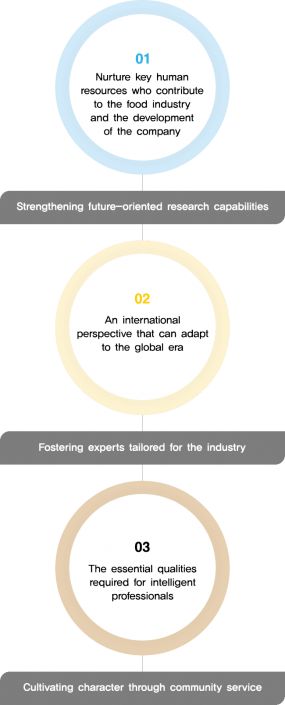 01
Nurture key human
resources who contribute
to the food industry
and the development
of the company
Strengthening future-oriented research capabilities
02
An international
perspective that can adapt
to the global era
Fostering experts tailored for the industry
03
The essential qualities
required for intelligent
professionals
Cultivating character through community service